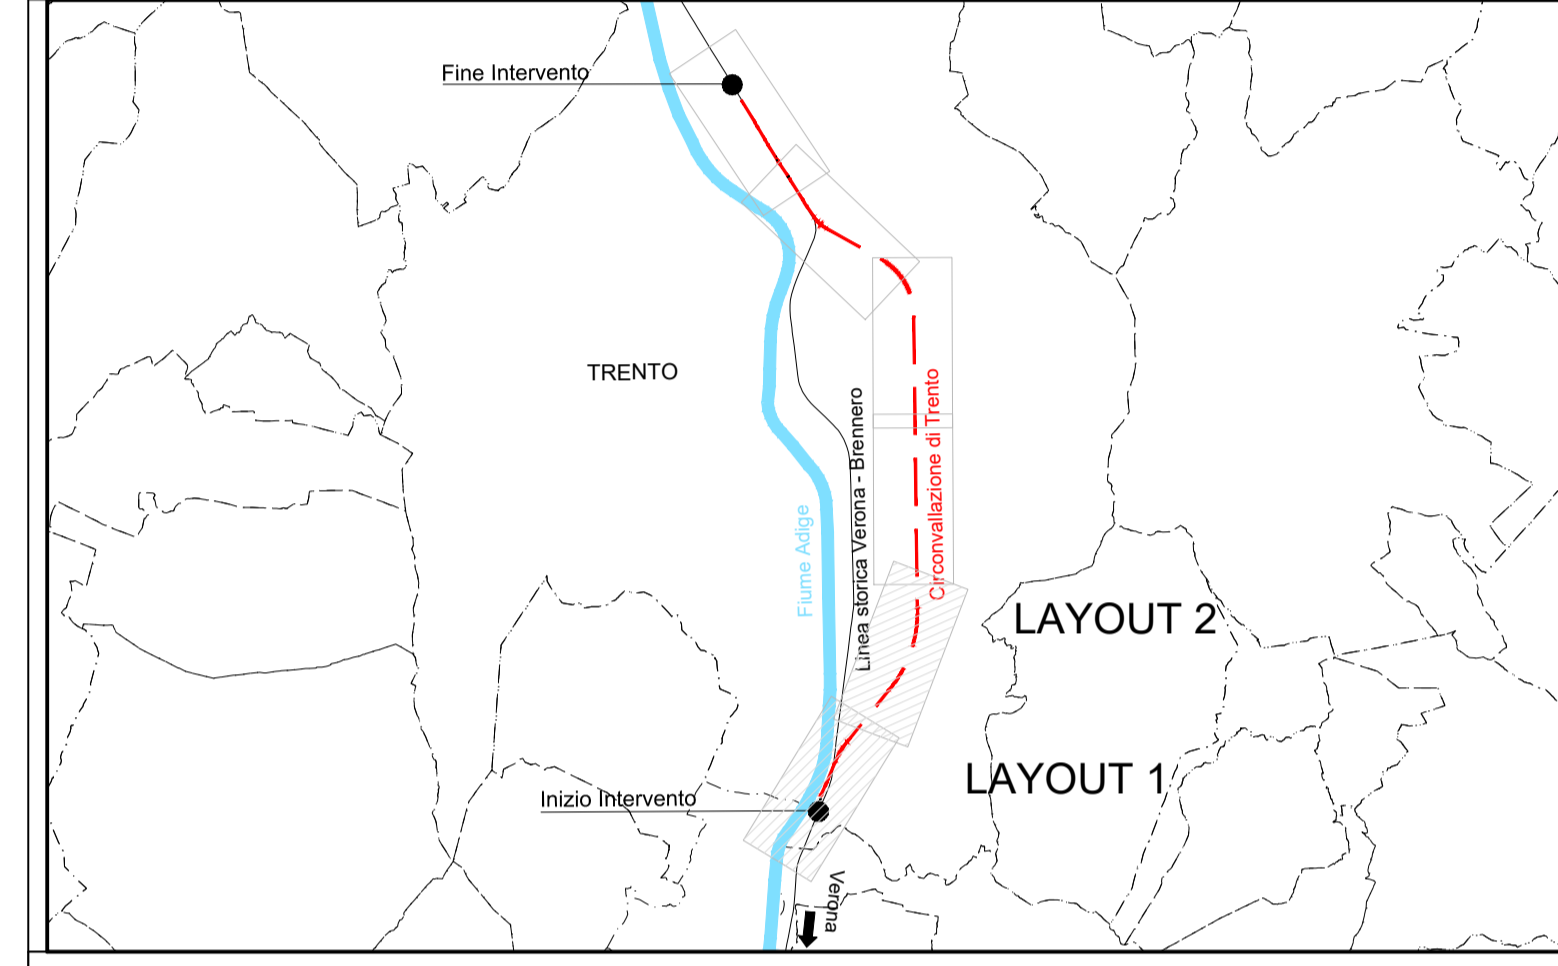 Fine Intervento
TRENTO
Linea storica Verona - Brennero
Circonvallazione di Trento
Fiume Adige
LAYOUT 2
LAYOUT 1
Inizio Intervento
Verona